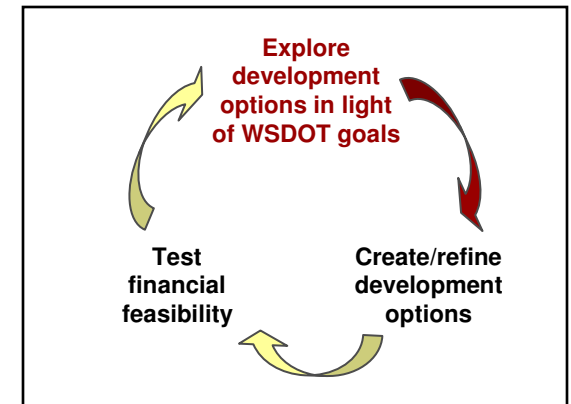 Explore
development
options in light
of WSDOT goals
Create/refine
development
options
Test
financial
feasibility